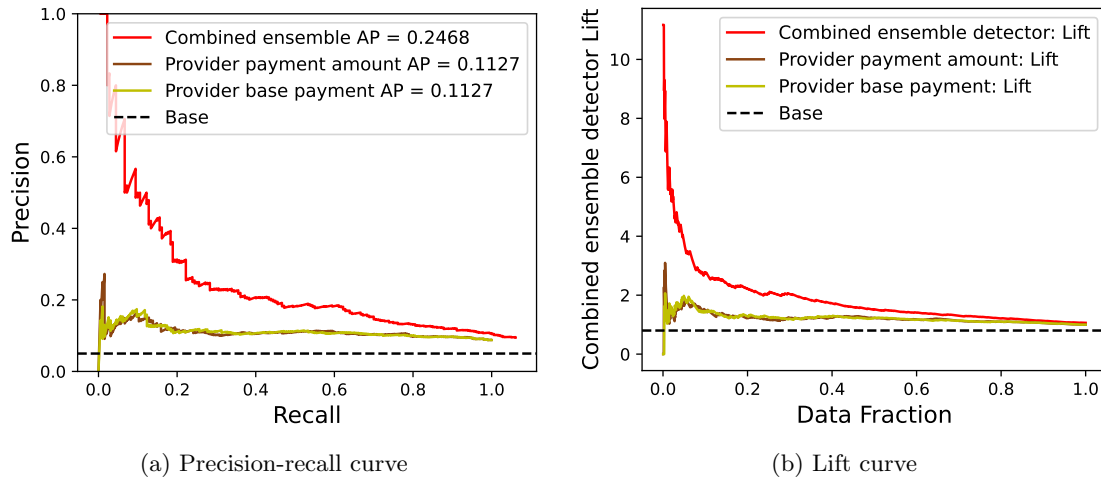 Precision
1.0
0.8
0.6
0.4
0.2
0.0
Combined ensemble AP = 0.2468
Provider payment amount AP = 0.1127
Provider base payment AP = 0.1127
Base
0.0 0.2 0.4 0.6 0.8 1.0
Recall
(a) Precision-recall curve
Combined ensemble detector Lift
10
8
6
4
2
0
Combined ensemble detector: Lift
Provider payment amount: Lift
Provider base payment: Lift
Base
0.0 0.2 0.4 0.6 0.8 1.0
Data Fraction
(b) Lift curve